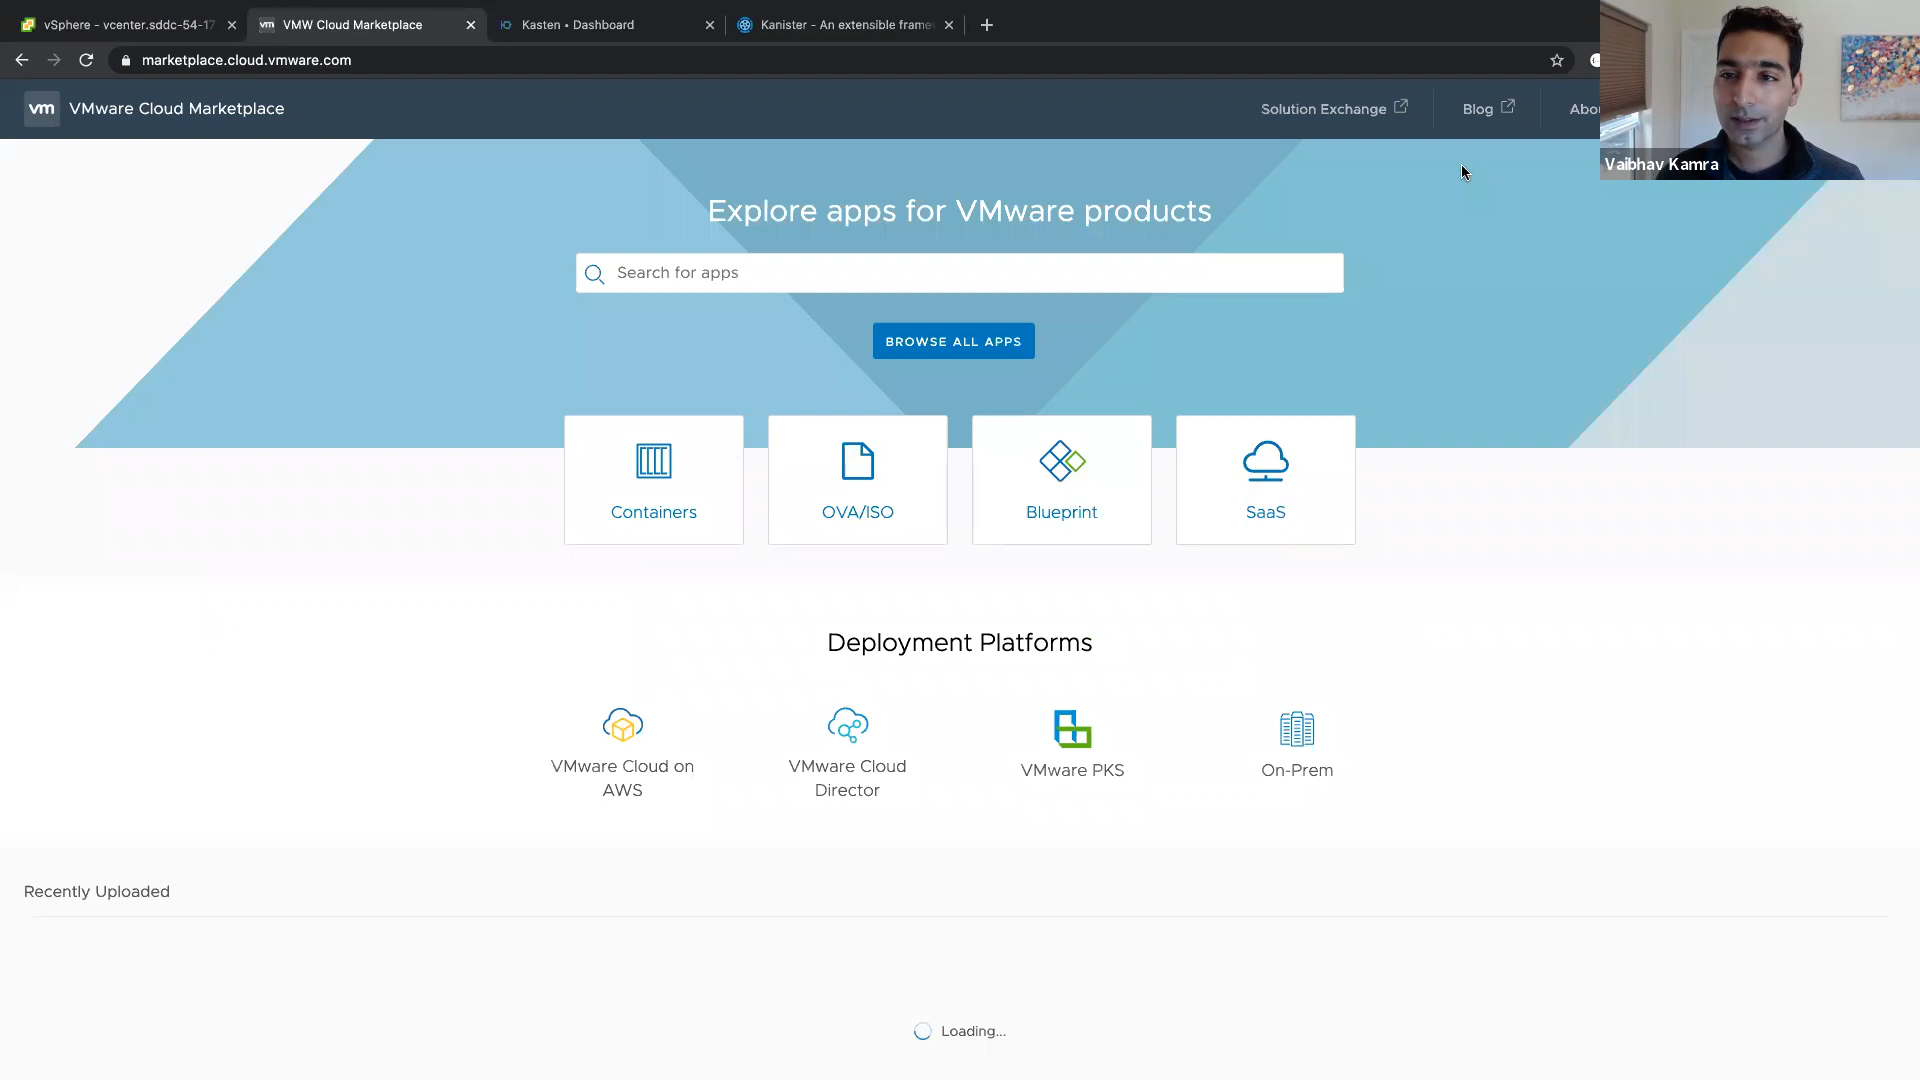 vSphere - vcenter.sddc-54-17
VMW Cloud Marketplace
Kasten • Dashboard
Kanister - An extensible frame
marketplace.cloud.vmware.com
vm VMware Cloud Marketplace
Solution Exchange
Blog
Abo
Vaibhav Kamra
Explore apps for VMware products
Search for apps
BROWSE ALL APPS
Containers
OVA/ISO
Blueprint
SaaS
Deployment Platforms
VMware Cloud on
AWS
VMware Cloud
Director
VMware PKS
On-Prem
Recently Uploaded
Loading...